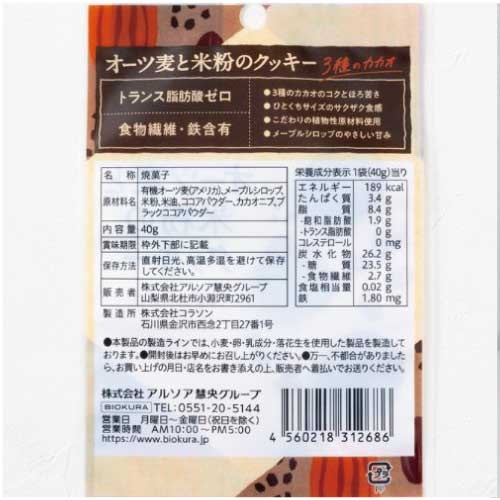 オーツ麦と米粉のクッキー 3種のカカオ
トランス脂肪酸ゼロ
食物繊維・鉄含有
●3種のカカオのコクとほろ苦さ
●ひとくちサイズのサクザク食感
●こだわりの植物性原材料使用
●メープルシロップのやさしい甘み
名 称 焼菓子
原材料名 有機オーツ麦(アメリカ)、メープルシロップ、
米粉、米油、ココアパウダー、カカオニブ、ブ
ラックココアパウダー
内容量 40g
賞味期限 枠外下部に記載
保存方法 直射日光、高温多湿を避けて保存
してください。
販売者 株式会社アルソア慧央グループ
山梨県北杜市小淵沢町2961
製造所 株式会社コラソン
石川県金沢市西念2丁目27番1号
栄養成分表示 1袋(40g)当り
エネルギー 189 kcal
たんぱく質 3.4 g
脂質 8.4 g
-飽和脂肪酸 1.9 g
-トランス脂肪酸 0 g
コレステロール 0 mg
炭水化物 26.2 g
-糖質 23.5 g
-食物繊維 2.7 g
食塩相当量 0.02 g
鉄 1.80 mg
●本製品の製造ラインでは、小麦・卵・乳成分・落花生を使用した製品を製造して
おります。●開封後はお早めにお召し上がりください。●万一、不都合がありました
ら、お買い上げの月日・店名をお書き添えの上、販売者へ着払いでお送りください。
株式会社 アルソア慧央グループ
BIOKURA TEL:0551-20-5144
営業日 月曜日〜金曜日(祝日を除く)
営業時間 AM10:00〜PM5:00
https://www.biokura.jp
4 560218 312686
プラ